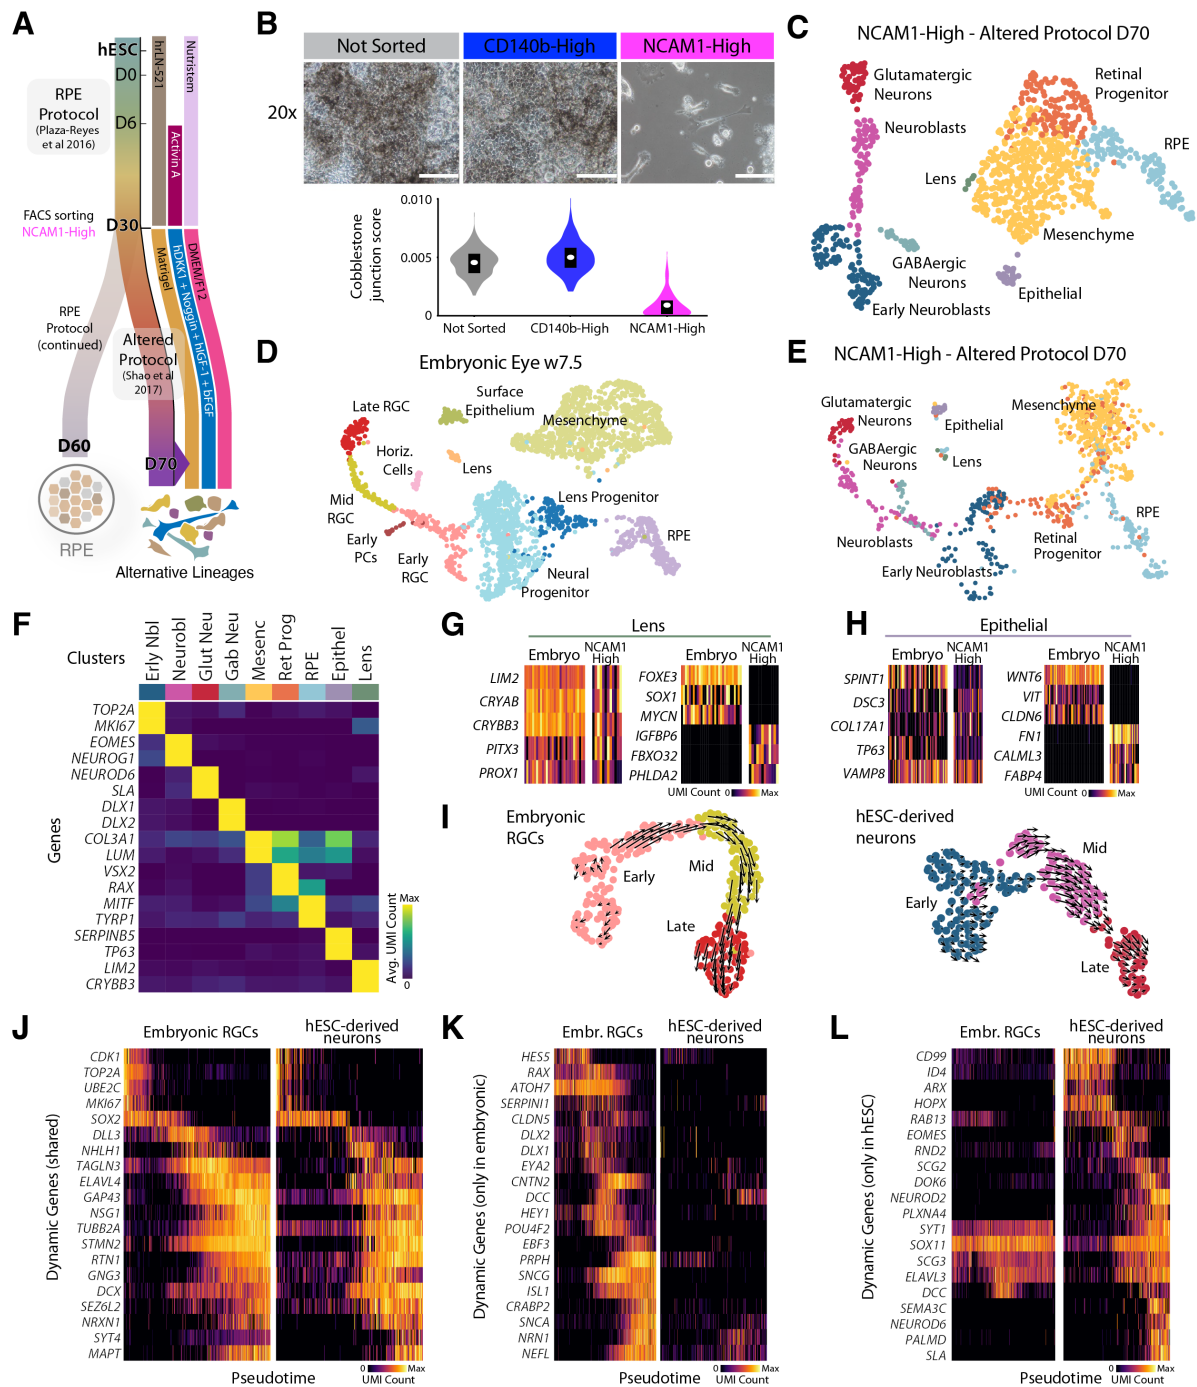 A
hESC
D0
D6
D30
RPE
Protocol
(Plaza-Reyes
et al 2016)
FACS sorting
NCAM1-High
RPE
Protocol
(continued)
Altered
Protocol
(Shao et al
2017)
D60
D70
RPE
Alternative Lineages
hrLN-521
Activin A
Nutristem
Matrigel
hDKK1 + Noggin + hIGF-1 + bFGF
DMEM/F12
B
Not Sorted
CD140b-High
NCAM1-High
20x
Cobblestone
junction score
0.010
0.005
0
Not Sorted
CD140b-High
NCAM1-High
C
NCAM1-High - Altered Protocol D70
Glutamatergic
Neurons
Neuroblasts
Lens
GABAergic
Neurons
Early Neuroblasts
Retinal
Progenitor
RPE
Mesenchyme
Epithelial
D
Embryonic Eye w7.5
Late RGC
Surface
Epithelium
Mesenchyme
Horiz.
Cells
Lens
Mid
RGC
Lens Progenitor
Early
PCs
Early
RGC
Neural
Progenitor
RPE
E
NCAM1-High - Altered Protocol D70
Glutamatergic
Neurons
Epithelial
Mesenchyme
GABAergic
Neurons
Lens
Neuroblasts
Retinal
Progenitor
RPE
Early Neuroblasts
F
Clusters
Erly Nbl
Neurobl
Glut Neu
Gab Neu
Mesenc
Ret Prog
RPE
Epithel
Lens
Genes
TOP2A
MKI67
EOMES
NEUROG1
NEUROD6
SLA
DLX1
DLX2
COL3A1
LUM
VSX2
RAX
MITF
TYRP1
SERPINB5
TP63
LIM2
CRYBB3
Avg. UMI Count
Max
0
G
Lens
Embryo
NCAM1
High
LIM2
CRYAB
CRYBB3
PITX3
PROX1
Embryo
NCAM1
High
FOXE3
SOX1
MYCN
IGFBP6
FBXO32
PHLDA2
UMI Count 0 Max
H
Epithelial
Embryo
NCAM1
High
SPINT1
DSC3
COL17A1
TP63
VAMP8
Embryo
NCAM1
High
WNT6
VIT
CLDN6
FN1
CALML3
FABP4
UMI Count 0 Max
I
Embryonic
RGCs
Early
Mid
Late
hESC-derived
neurons
Early
Mid
Late
J
Embryonic RGCs
hESC-derived
neurons
Dynamic Genes (shared)
CDK1
TOP2A
UBE2C
MKI67
SOX2
DLL3
NHLH1
TAGLN3
ELAVL4
GAP43
NSG1
TUBB2A
STMN2
RTN1
GNG3
DCX
SEZ6L2
NRXN1
SYT4
MAPT
Pseudotime
0 Max
UMI Count
K
Embr. RGCs
hESC-derived
neurons
Dynamic Genes (only in embryonic)
HES5
RAX
ATOH7
SERPINI1
CLDN5
DLX2
DLX1
EYA2
CNTN2
DCC
HEY1
POU4F2
EBF3
PRPH
SNCG
ISL1
CRABP2
SNCA
NRN1
NEFL
Pseudotime
0 Max
UMI Count
L
Embr. RGCs
hESC-derived
neurons
Dynamic Genes (only in hESC)
CD99
ID4
ARX
HOPX
RAB13
EOMES
RND2
SCG2
DOK6
NEUROD2
PLXNA4
SYT1
SOX11
SCG3
ELAVL3
DCC
SEMA3C
NEUROD6
PALMD
SLA
Pseudotime
0 Max
UMI Count